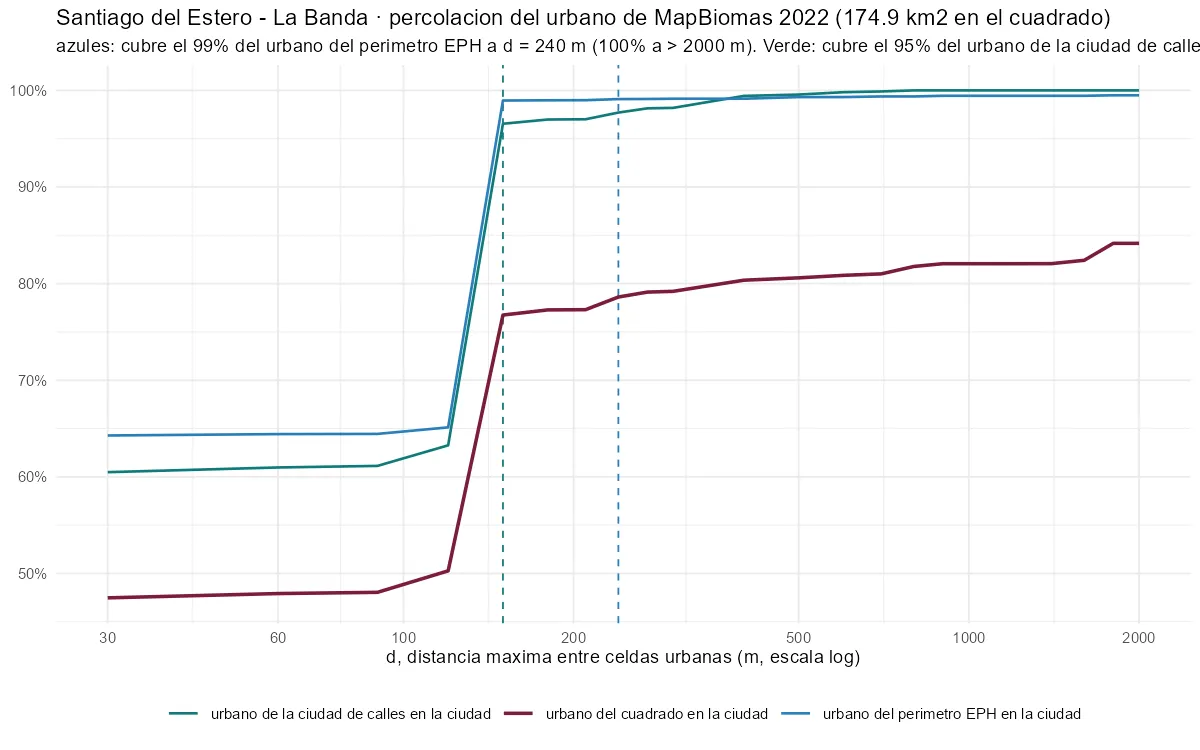 Santiago del Estero - La Banda · percolacion del urbano de MapBiomas 2022 (174.9 km2 en el cuadrado)
azules: cubre el 99% del urbano del perimetro EPH a d = 240 m (100% a > 2000 m). Verde: cubre el 95% del urbano de la ciudad de calle
100%
90%
80%
70%
60%
50%
30 60 100 200 500 1000 2000
d, distancia maxima entre celdas urbanas (m, escala log)
urbano de la ciudad de calles en la ciudad urbano del cuadrado en la ciudad urbano del perimetro EPH en la ciudad